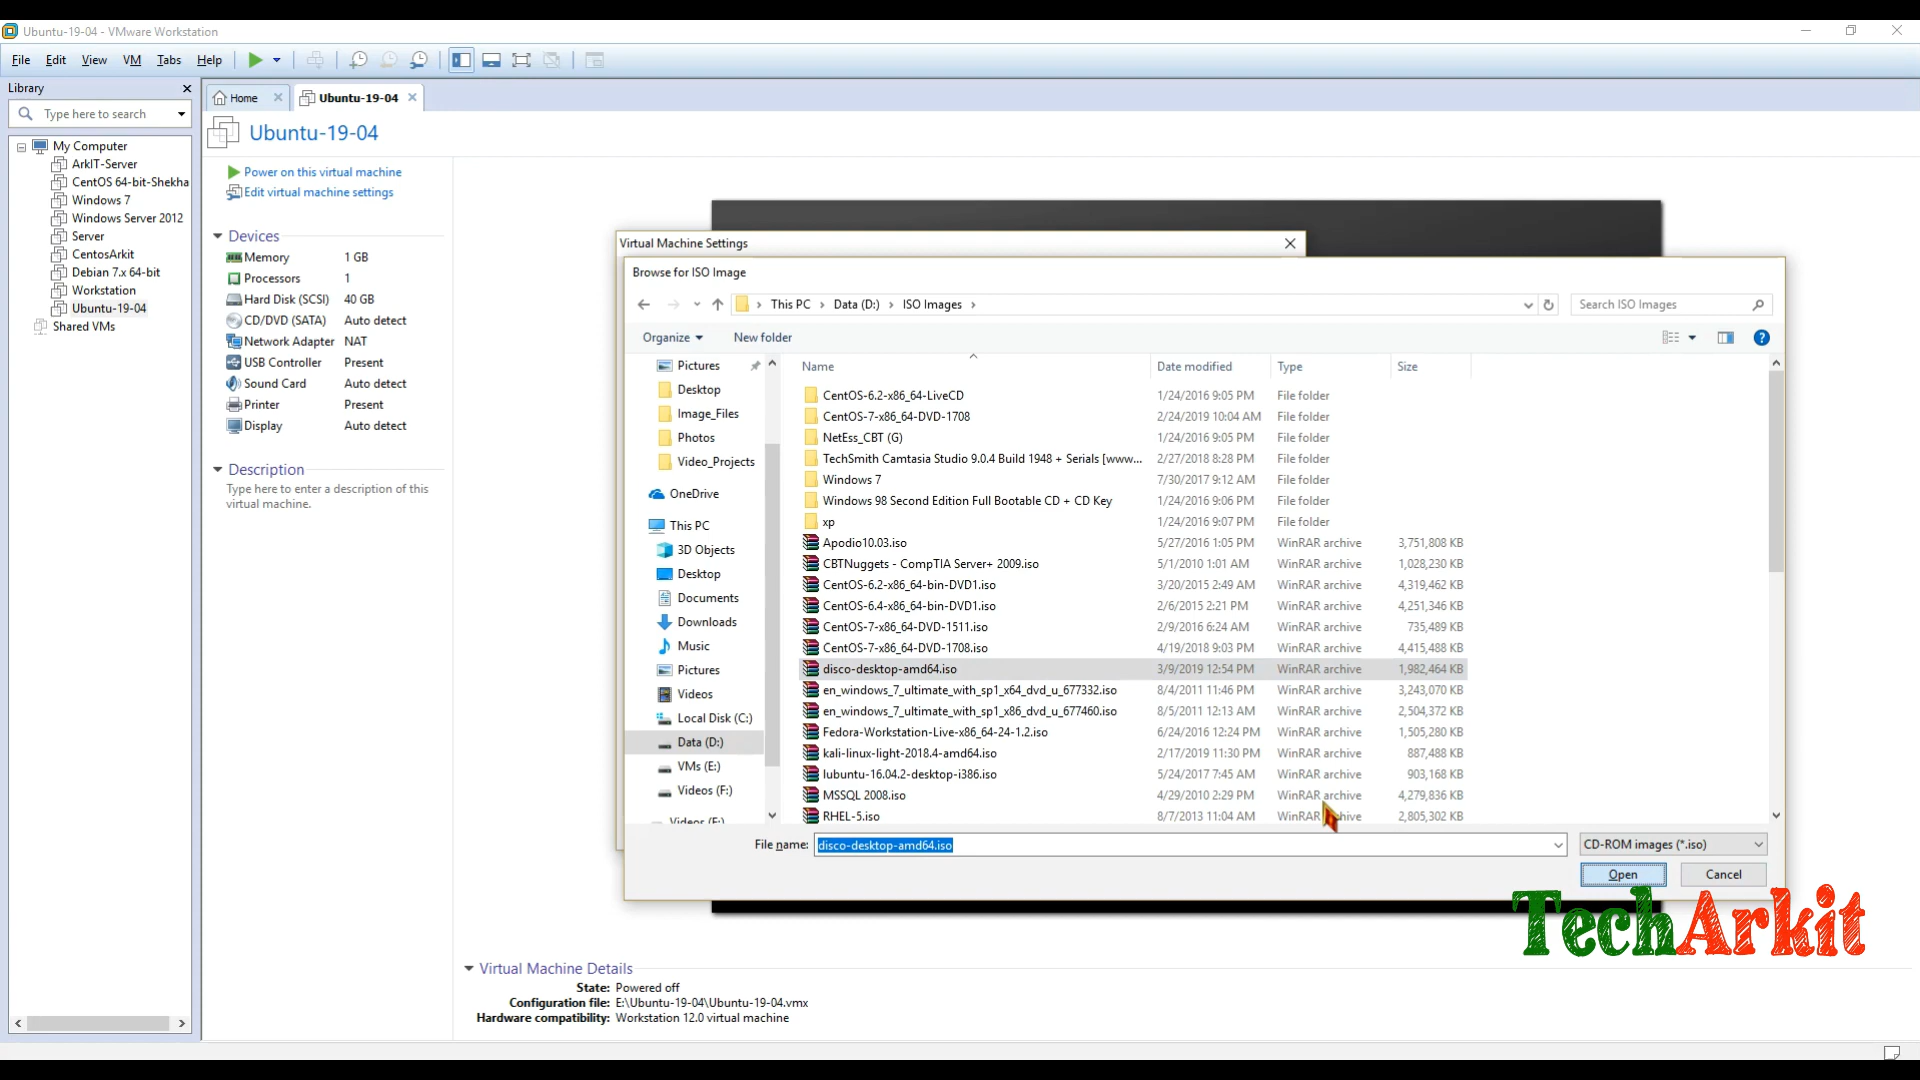 Ubuntu-19-04 - VMware Workstation
File Edit View VM Tabs Help
Library
Type here to search
My Computer
ArkIT-Server
CentOS 64-bit-Shekha
Windows 7
Windows Server 2012
Server
CentosArkit
Debian 7.x 64-bit
Workstation
Ubuntu-19-04
Shared VMs
Home
Ubuntu-19-04
Ubuntu-19-04
Power on this virtual machine
Edit virtual machine settings
Devices
Memory 1 GB
Processors 1
Hard Disk (SCSI) 40 GB
CD/DVD (SATA) Auto detect
Network Adapter NAT
USB Controller Present
Sound Card Auto detect
Printer Present
Display Auto detect
Description
Type here to enter a description of this
virtual machine.
Virtual Machine Settings
Browse for ISO Image
This PC > Data (D:) > ISO Images >
Search ISO Images
Organize New folder
Pictures
Desktop
Image_Files
Photos
Video_Projects
OneDrive
This PC
3D Objects
Desktop
Documents
Downloads
Music
Pictures
Videos
Local Disk (C:)
Data (D:)
VMs (E:)
Videos (F:)
Videos (F:)
Name Date modified Type Size
CentOS-6.2-x86_64-LiveCD 1/24/2016 9:05 PM File folder
CentOS-7-x86_64-DVD-1708 2/24/2019 10:04 AM File folder
NetEss_CBT (G) 1/24/2016 9:05 PM File folder
TechSmith Camtasia Studio 9.0.4 Build 1948 + Serials [www... 2/27/2018 8:28 PM File folder
Windows 7 7/30/2017 9:12 AM File folder
Windows 98 Second Edition Full Bootable CD + CD Key 1/24/2016 9:06 PM File folder
xp 1/24/2016 9:07 PM File folder
Apodio10.03.iso 5/27/2016 1:05 PM WinRAR archive 3,751,808 KB
CBTNuggets - CompTIA Server+ 2009.iso 5/1/2010 1:01 AM WinRAR archive 1,028,230 KB
CentOS-6.2-x86_64-bin-DVD1.iso 3/20/2015 2:49 AM WinRAR archive 4,319,462 KB
CentOS-6.4-x86_64-bin-DVD1.iso 2/6/2015 2:21 PM WinRAR archive 4,251,346 KB
CentOS-7-x86_64-DVD-1511.iso 2/9/2016 6:24 AM WinRAR archive 735,489 KB
CentOS-7-x86_64-DVD-1708.iso 4/19/2018 9:03 PM WinRAR archive 4,415,488 KB
disco-desktop-amd64.iso 3/9/2019 12:54 PM WinRAR archive 1,982,464 KB
en_windows_7_ultimate_with_sp1_x64_dvd_u_677332.iso 8/4/2011 11:46 PM WinRAR archive 3,243,070 KB
en_windows_7_ultimate_with_sp1_x86_dvd_u_677460.iso 8/5/2011 12:13 AM WinRAR archive 2,504,372 KB
Fedora-Workstation-Live-x86_64-24-1.2.iso 6/24/2016 12:24 PM WinRAR archive 1,505,280 KB
kali-linux-light-2018.4-amd64.iso 2/17/2019 11:30 PM WinRAR archive 887,488 KB
lubuntu-16.04.2-desktop-i386.iso 5/24/2017 7:45 AM WinRAR archive 903,168 KB
MSSQL 2008.iso 4/29/2010 2:29 PM WinRAR archive 4,279,836 KB
RHEL-5.iso 8/7/2013 11:04 AM WinRAR archive 2,805,302 KB
File name: disco-desktop-amd64.iso CD-ROM images (*.iso)
Open Cancel
TechArkit
Virtual Machine Details
State: Powered off
Configuration file: E:\Ubuntu-19-04\Ubuntu-19-04.vmx
Hardware compatibility: Workstation 12.0 virtual machine